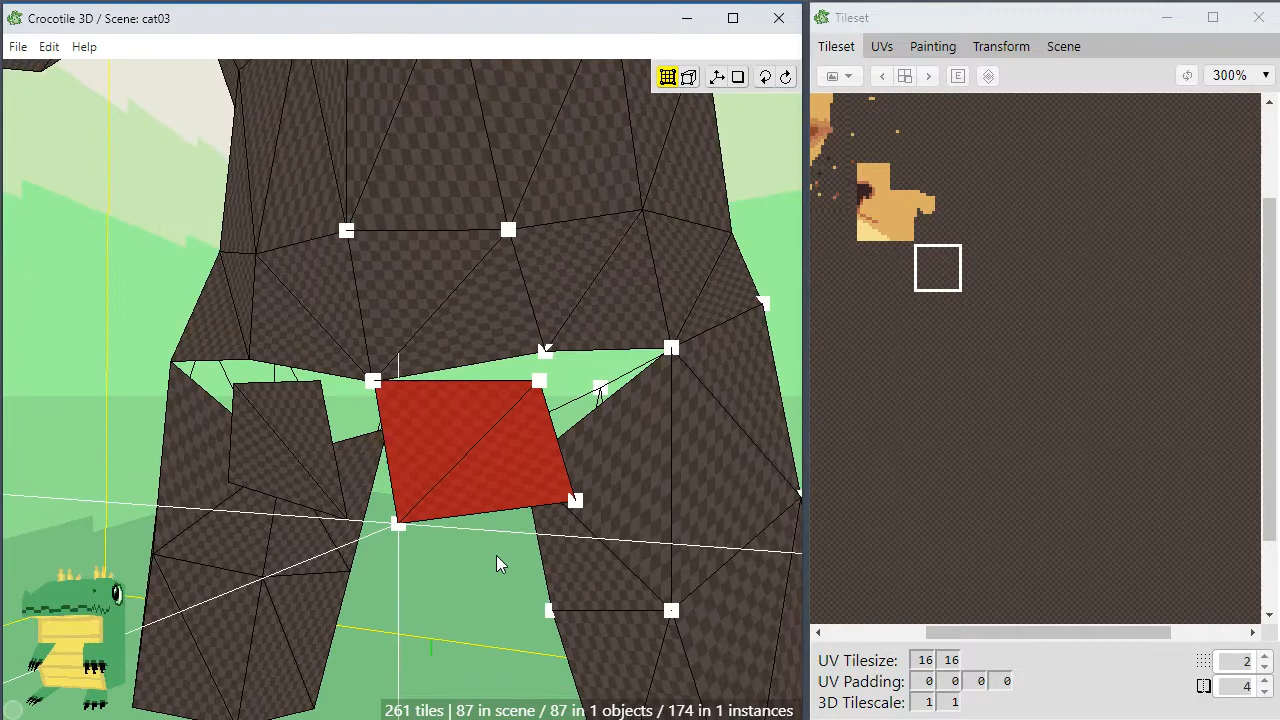 Crocotile 3D / Scene: cat03
File Edit Help
261 tiles | 87 in scene / 87 in 1 objects / 174 in 1 instances
Tileset
Tileset UVs Painting Transform Scene
E 300%
UV Tilesize: 16 16
UV Padding: 0 0 0 0
3D Tilescale: 1 1
2
4